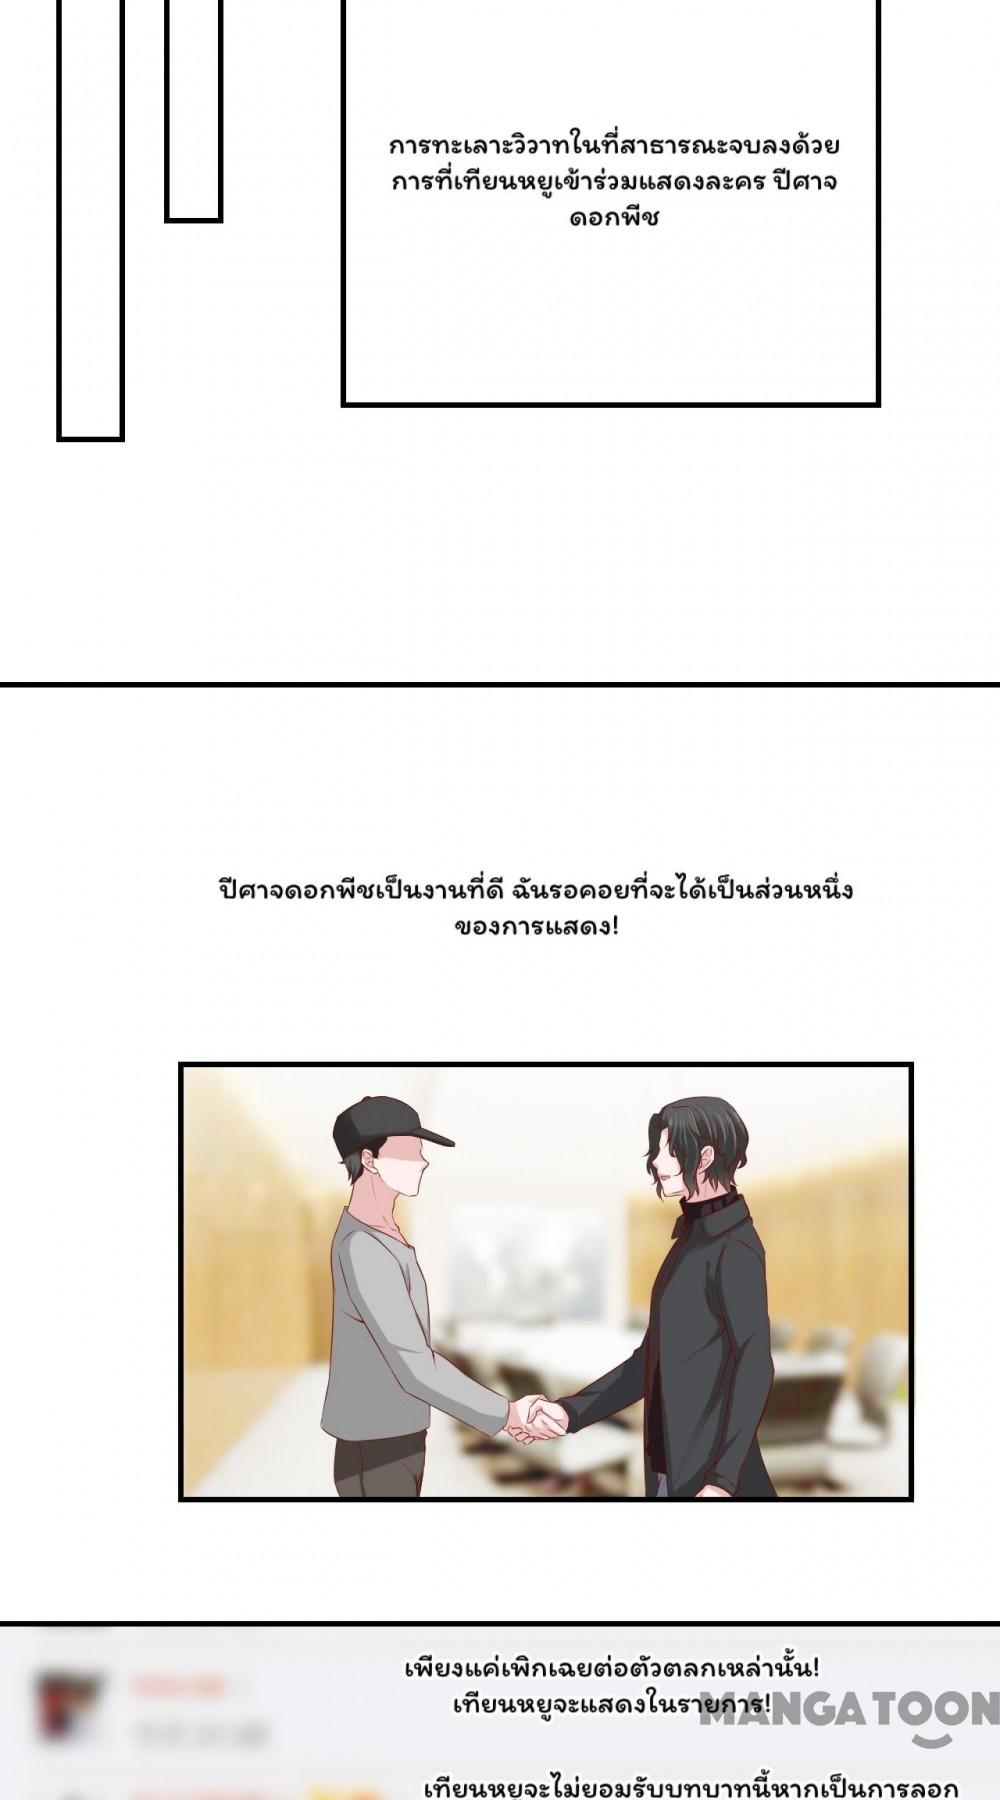 การทะเลาะวิวาทในที่สาธารณะจบลงด้วย
การที่เทียนหยูเข้าร่วมแสดงละคร ปีศาจ
ดอกพีช
ปีศาจดอกพีชเป็นงานที่ดี ฉันรอคอยที่จะได้เป็นส่วนหนึ่ง
ของการแสดง!
เพียงแค่เพิกเฉยต่อตัวตลกเหล่านั้น!
เทียนหยูจะแสดงในรายการ!
MANGATOON
เทียนหยูจะไม่ยอมรับบทบาทนี้หากเป็นการลอก